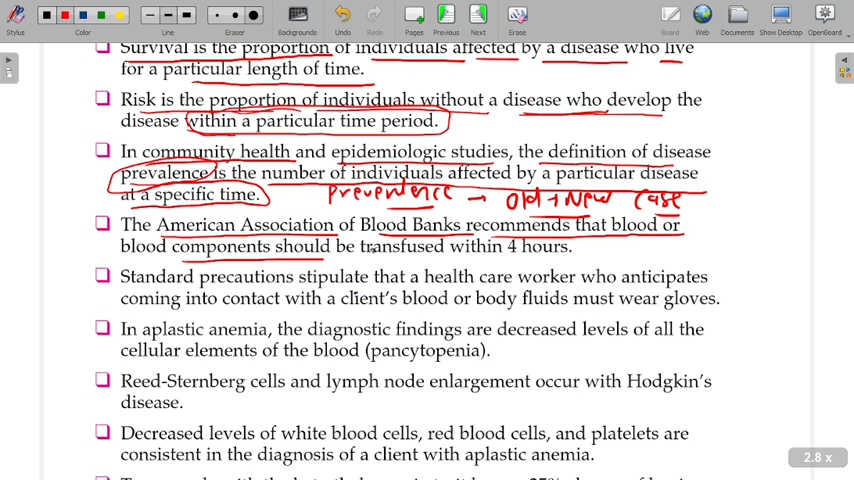 Stylus
Color
Line
Eraser
Backgrounds
Undo
Redo
Pages
Previous
Next
Erase
Board
Web
Documents
Show Desktop
OpenBoard
Survival is the proportion of individuals affected by a disease who live
for a particular length of time.
Risk is the proportion of individuals without a disease who develop the
disease within a particular time period.
In community health and epidemiologic studies, the definition of disease
prevalence is the number of individuals affected by a particular disease
at a specific time.
Prevelence → Old + New Case
The American Association of Blood Banks recommends that blood or
blood components should be transfused within 4 hours.
Standard precautions stipulate that a health care worker who anticipates
coming into contact with a client's blood or body fluids must wear gloves.
In aplastic anemia, the diagnostic findings are decreased levels of all the
cellular elements of the blood (pancytopenia).
Reed-Sternberg cells and lymph node enlargement occur with Hodgkin's
disease.
Decreased levels of white blood cells, red blood cells, and platelets are
consistent in the diagnosis of a client with aplastic anemia.
2.8 x